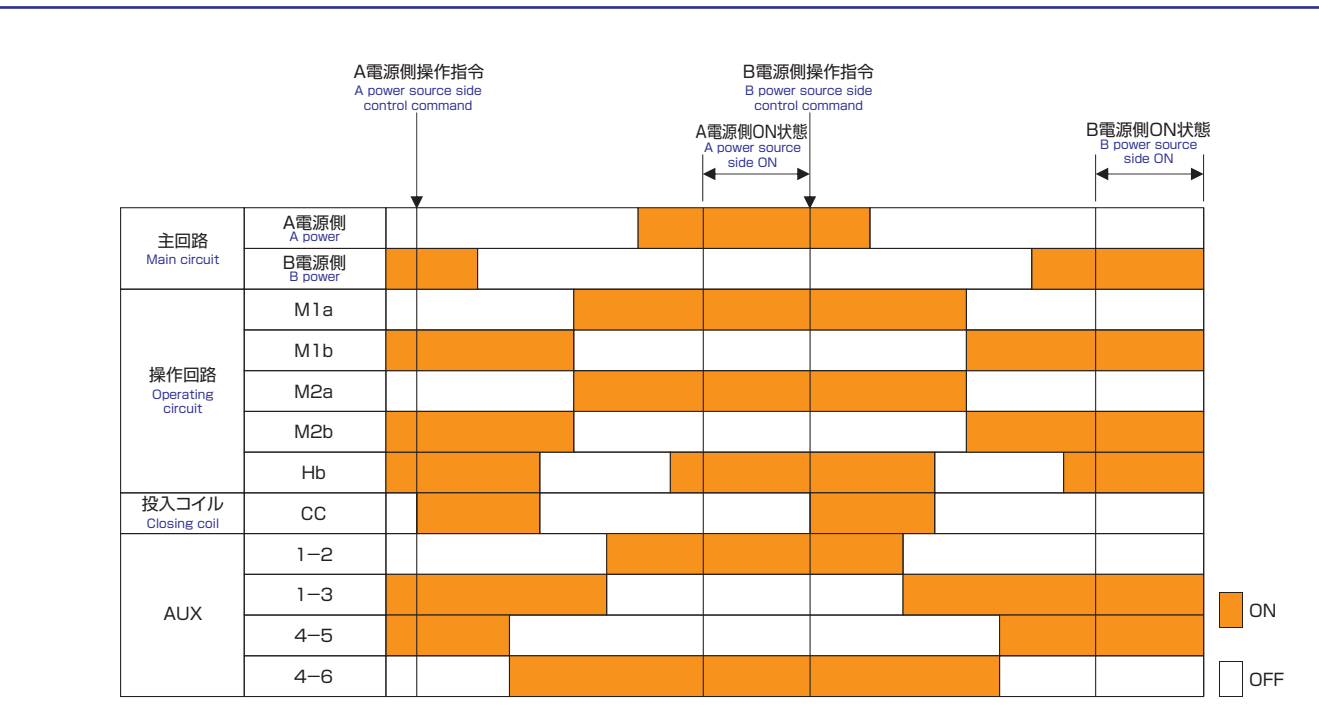 A電源側操作指令
A power source side
control command
B電源側操作指令
B power source side
control command
A電源側ON状態
A power source
side ON
B電源側ON状態
B power source
side ON
主回路
Main circuit
A電源側
A power
B電源側
B power
操作回路
Operating
circuit
M1a
M1b
M2a
M2b
Hb
投入コイル
Closing coil
CC
AUX
1−2
1−3
4−5
4−6
ON
OFF